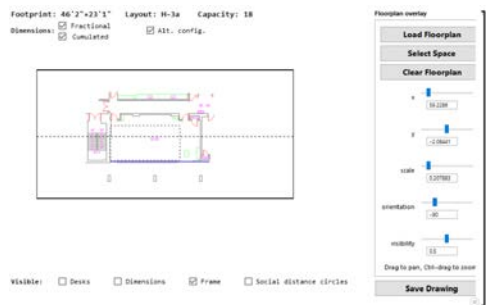 Footprint: 46'2"+23'1" Layout: H-3a Capacity: 18
Dimensions: Fractional Alt. config.
Cumulated
Visible: Desks Dimensions Frame Social distance circles
Floorplan overlay
Load Floorplan
Select Space
Clear Floorplan
x
z
scale
orientation
-90
visibility
0.5
Drag to pan, Ctrl-drag to zoom
Save Drawing